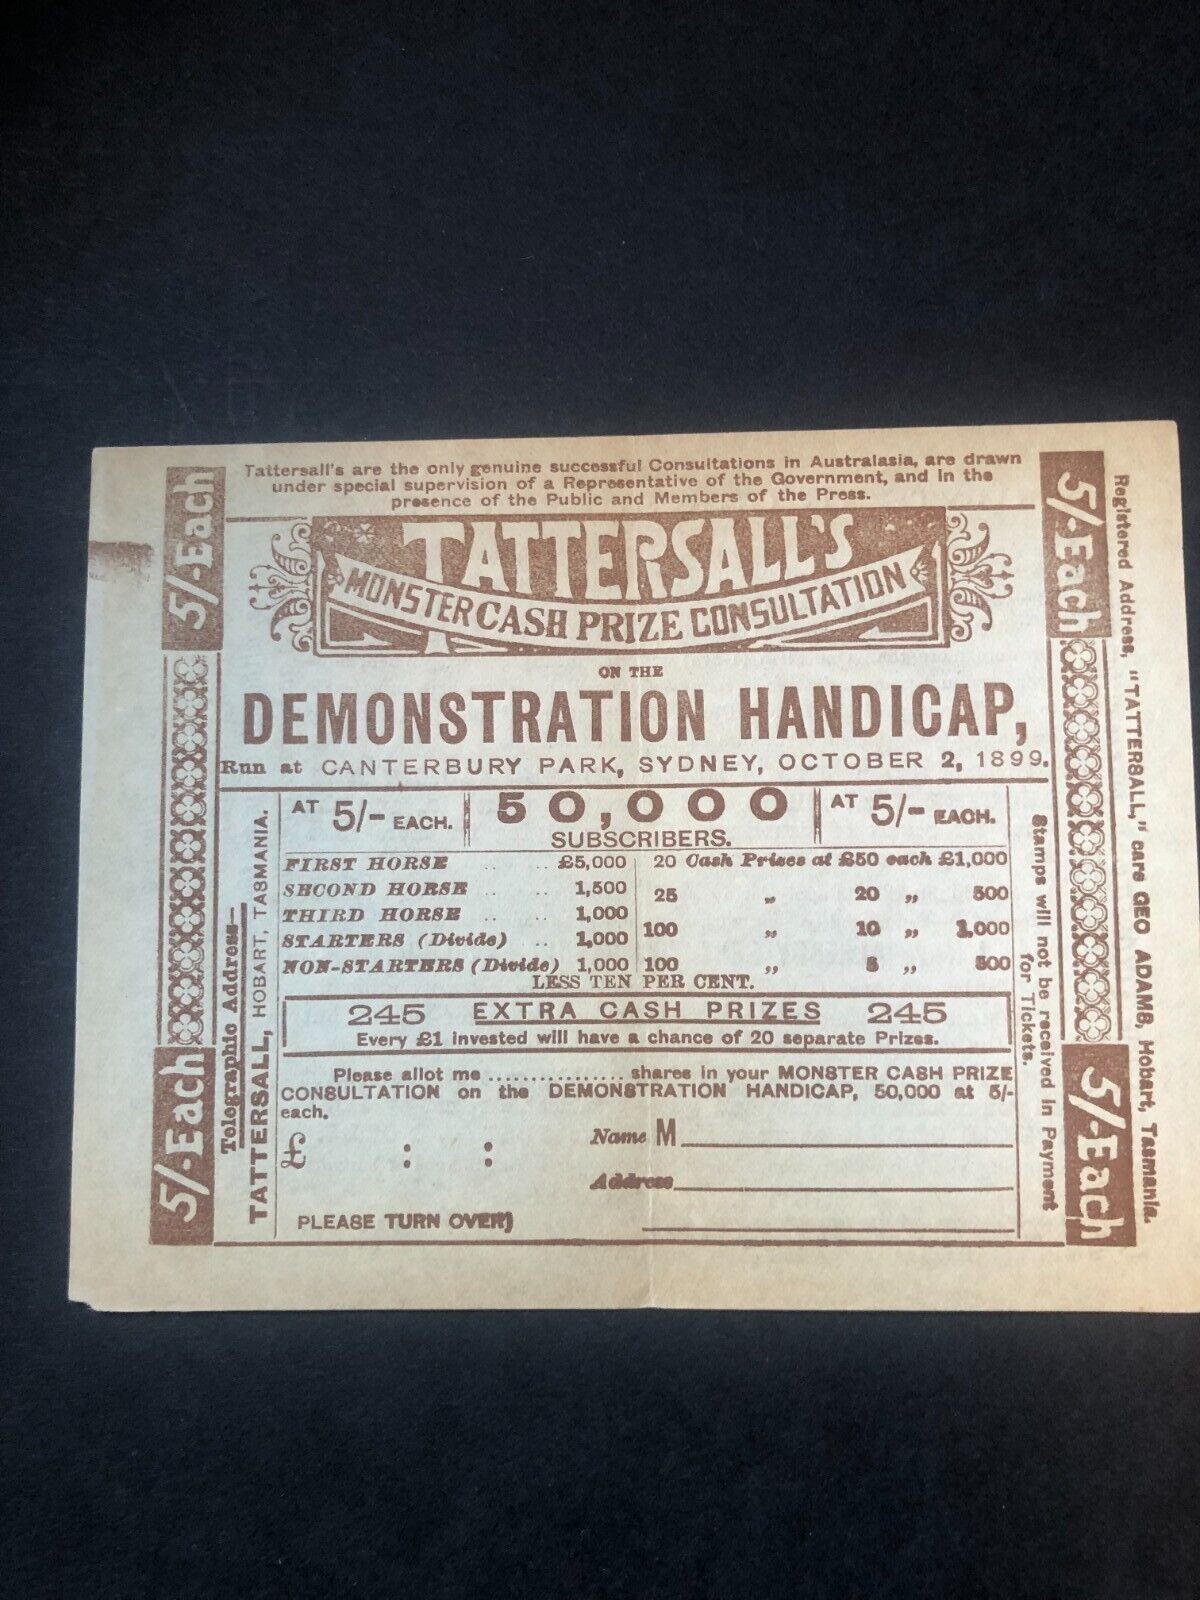 Tattersall's are the only genuine successful Consultations in Australasia, are drawn
under special supervision of a Representative of the Government, and in the
presence of the Public and Members of the Press.
TATTERSALL'S
MONSTER CASH PRIZE CONSULTATION
ON THE
DEMONSTRATION HANDICAP,
Run at CANTERBURY PARK, SYDNEY, OCTOBER 2, 1899.
AT 5/- EACH. 50,000 AT 5/- EACH.
SUBSCRIBERS.
FIRST HORSE .. .. £5,000 20 Cash Prizes at £50 each £1,000
SECOND HORSE .. .. 1,500 25 „ 20 „ 500
THIRD HORSE .. .. 1,000
STARTERS (Divide) .. 1,000 100 „ 10 „ 1,000
NON-STARTERS (Divide) 1,000 100 „ 5 „ 500
LESS TEN PER CENT.
245 EXTRA CASH PRIZES 245
Every £1 invested will have a chance of 20 separate Prizes.
Please allot me ................ shares in your MONSTER CASH PRIZE
CONSULTATION on the DEMONSTRATION HANDICAP, 50,000 at 5/-
each.
£ : : Name M
Address
PLEASE TURN OVER)
5/-Each
5/-Each
Telegraphic Address—
TATTERSALL, HOBART, TASMANIA.
Stamps will not be received in Payment
for Tickets.
5/-Each
5/-Each
Registered Address, "TATTERSALL," care GEO ADAMS, Hobart, Tasmania.